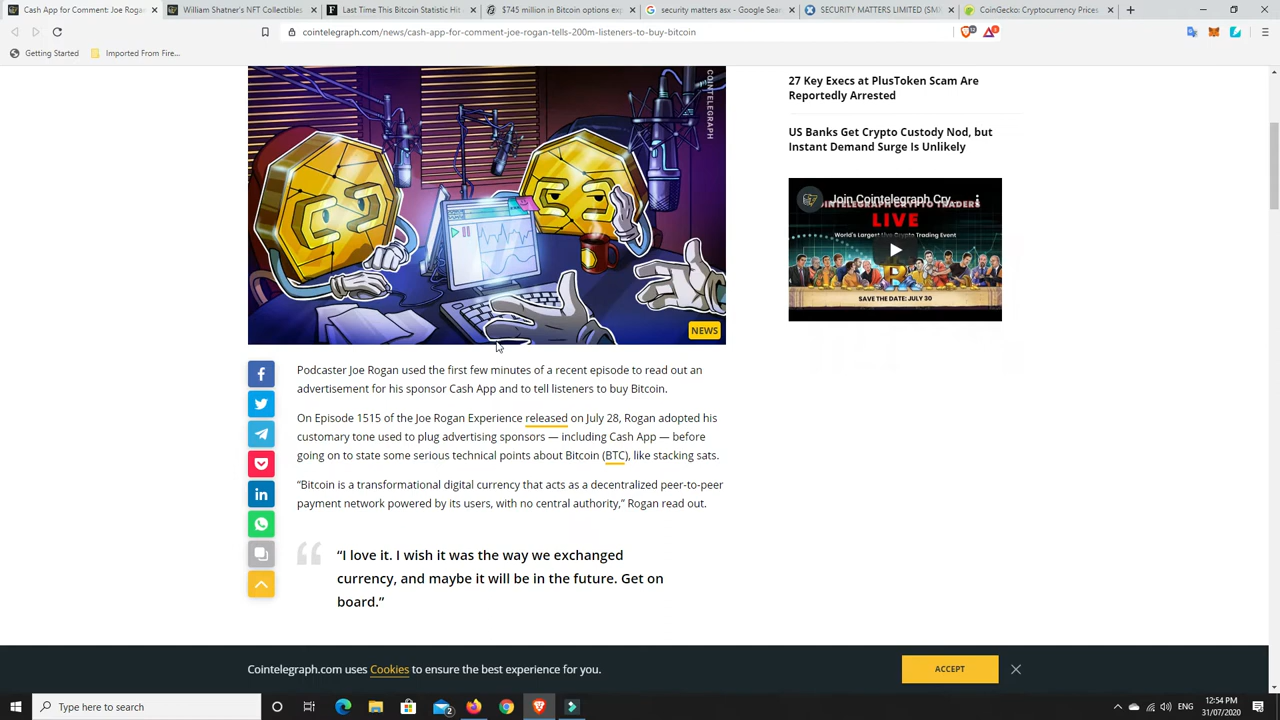 Cash App for Comment: Joe Rogan
William Shatner's NFT Collectibles
Last Time This Bitcoin Statistic Hit
$745 million in Bitcoin options exp
security matters asx - Google Sear
SECURITY MATTERS LIMITED (SM
CoinGecko: Cryptocurrency Prices
cointelegraph.com/news/cash-app-for-comment-joe-rogan-tells-200m-listeners-to-buy-bitcoin
Getting Started
Imported From Firefox...
COINTELEGRAPH
NEWS
27 Key Execs at PlusToken Scam Are
Reportedly Arrested
US Banks Get Crypto Custody Nod, but
Instant Demand Surge Is Unlikely
Join Cointelegraph Cry...
COINTELEGRAPH CRYPTO TRADERS
LIVE
World's Largest Live Crypto Trading Event
SAVE THE DATE: JULY 30
Podcaster Joe Rogan used the first few minutes of a recent episode to read out an
advertisement for his sponsor Cash App and to tell listeners to buy Bitcoin.
On Episode 1515 of the Joe Rogan Experience released on July 28, Rogan adopted his
customary tone used to plug advertising sponsors — including Cash App — before
going on to state some serious technical points about Bitcoin (BTC), like stacking sats.
“Bitcoin is a transformational digital currency that acts as a decentralized peer-to-peer
payment network powered by its users, with no central authority,” Rogan read out.
“I love it. I wish it was the way we exchanged
currency, and maybe it will be in the future. Get on
board.”
Cointelegraph.com uses Cookies to ensure the best experience for you.
ACCEPT
Type here to search
2
ENG
12:54 PM
31/07/2020